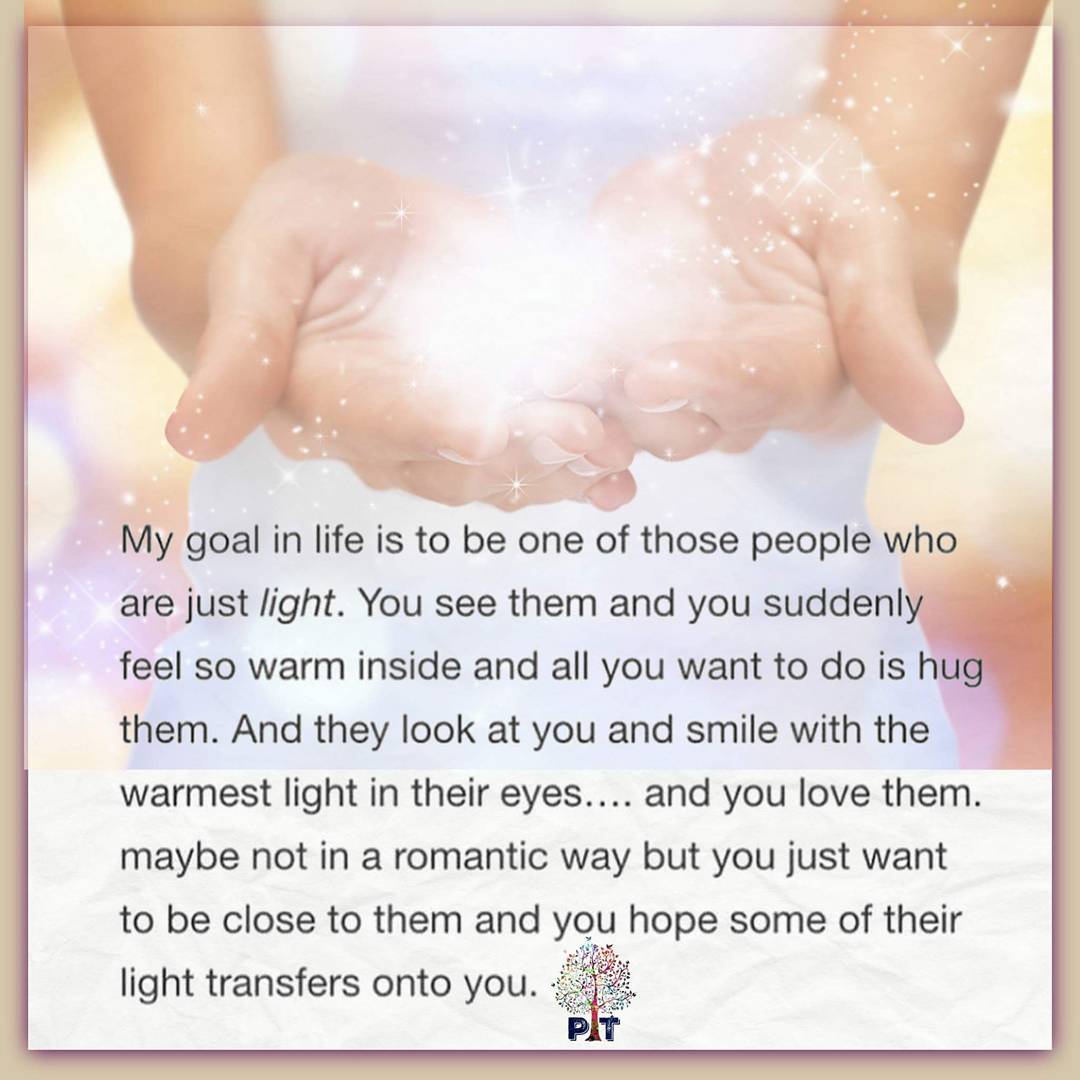 My goal in life is to be one of those people who
are just light. You see them and you suddenly
feel so warm inside and all you want to do is hug
them. And they look at you and smile with the
warmest light in their eyes.... and you love them.
maybe not in a romantic way but you just want
to be close to them and you hope some of their
light transfers onto you.
PIT